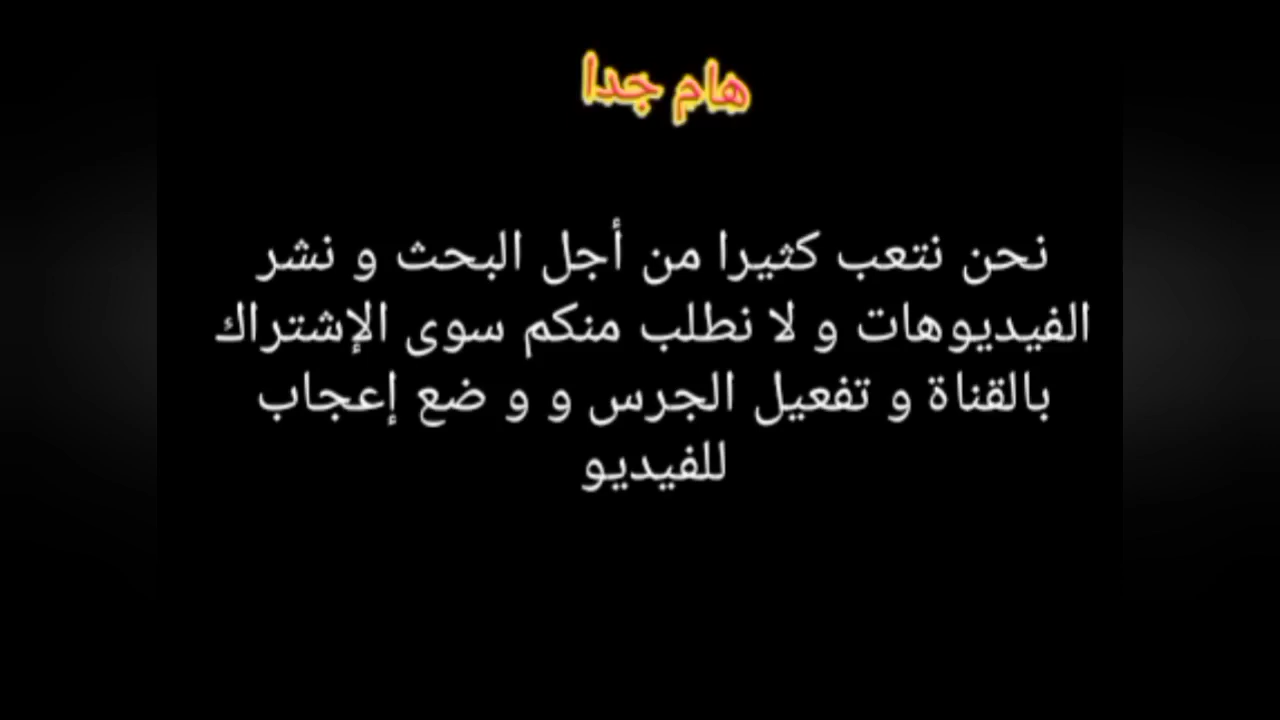 هام جدا
نحن نتعب كثيرا من أجل البحث و نشر
الفيديوهات و لا نطلب منكم سوى الإشتراك
بالقناة و تفعيل الجرس و و ضع إعجاب
للفيديو